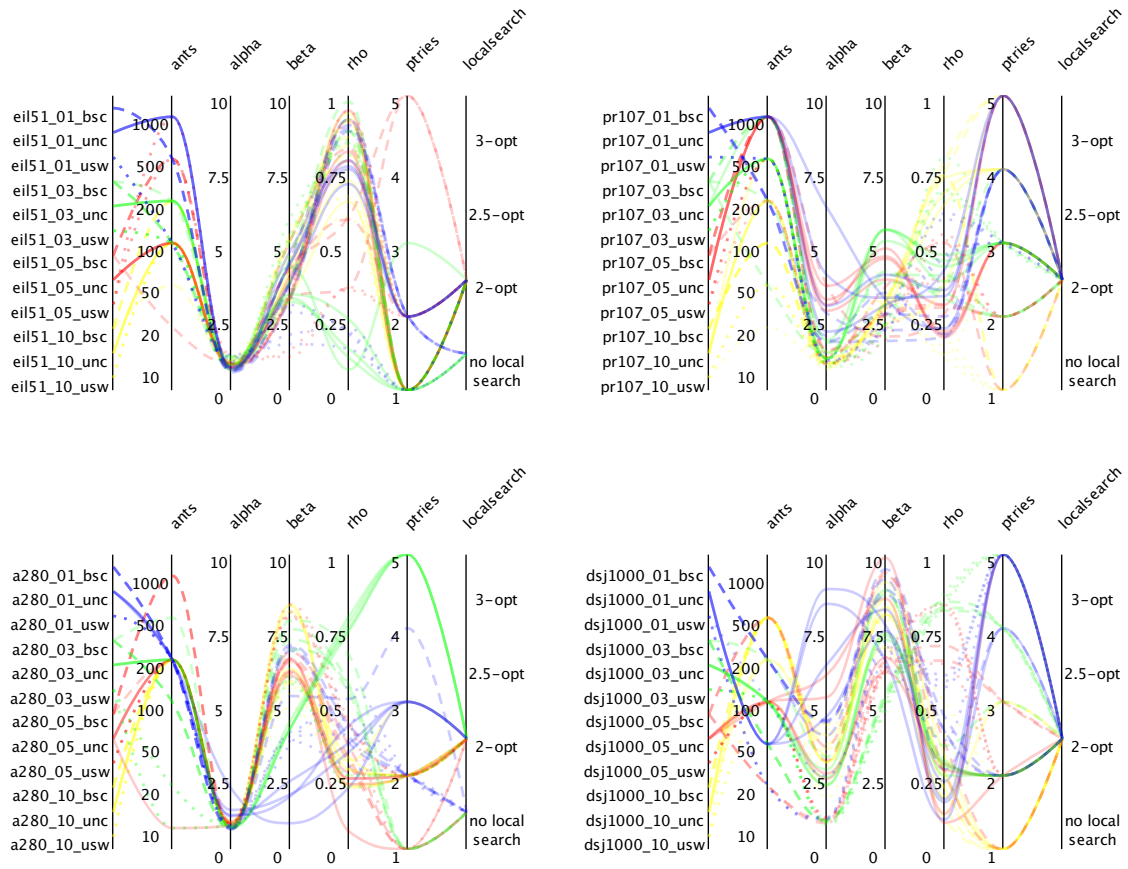 ants alpha beta rho ptries localsearch
eil51_01_bsc
eil51_01_unc
eil51_01_usw
eil51_03_bsc
eil51_03_unc
eil51_03_usw
eil51_05_bsc
eil51_05_unc
eil51_05_usw
eil51_10_bsc
eil51_10_unc
eil51_10_usw
1000
500
200
100
50
20
10
10
7.5
5
2.5
0
10
7.5
5
2.5
0
1
0.75
0.5
0.25
0
5
4
3
2
1
3-opt
2.5-opt
2-opt
no local
search
ants alpha beta rho ptries localsearch
pr107_01_bsc
pr107_01_unc
pr107_01_usw
pr107_03_bsc
pr107_03_unc
pr107_03_usw
pr107_05_bsc
pr107_05_unc
pr107_05_usw
pr107_10_bsc
pr107_10_unc
pr107_10_usw
1000
500
200
100
50
20
10
10
7.5
5
2.5
0
10
7.5
5
2.5
0
1
0.75
0.5
0.25
0
5
4
3
2
1
3-opt
2.5-opt
2-opt
no local
search
ants alpha beta rho ptries localsearch
a280_01_bsc
a280_01_unc
a280_01_usw
a280_03_bsc
a280_03_unc
a280_03_usw
a280_05_bsc
a280_05_unc
a280_05_usw
a280_10_bsc
a280_10_unc
a280_10_usw
1000
500
200
100
50
20
10
10
7.5
5
2.5
0
10
7.5
5
2.5
0
1
0.75
0.5
0.25
0
5
4
3
2
1
3-opt
2.5-opt
2-opt
no local
search
ants alpha beta rho ptries localsearch
dsj1000_01_bsc
dsj1000_01_unc
dsj1000_01_usw
dsj1000_03_bsc
dsj1000_03_unc
dsj1000_03_usw
dsj1000_05_bsc
dsj1000_05_unc
dsj1000_05_usw
dsj1000_10_bsc
dsj1000_10_unc
dsj1000_10_usw
1000
500
200
100
50
20
10
10
7.5
5
2.5
0
10
7.5
5
2.5
0
1
0.75
0.5
0.25
0
5
4
3
2
1
3-opt
2.5-opt
2-opt
no local
search